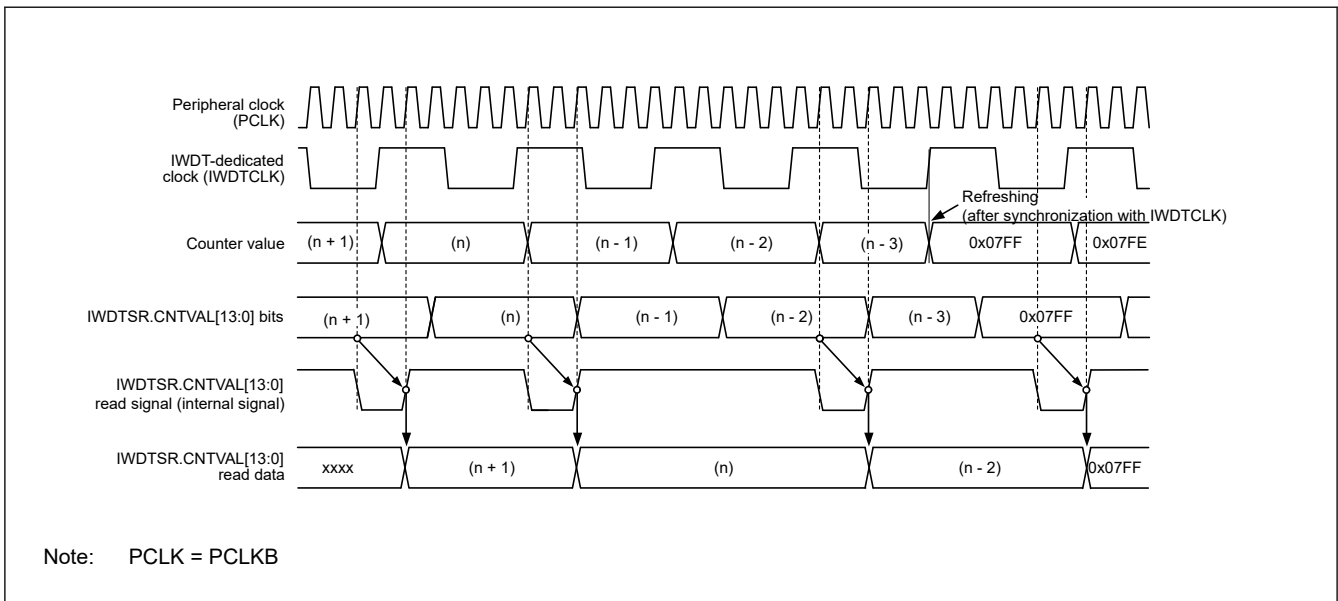 Peripheral clock
(PCLK)
IWDT-dedicated
clock (IWDTCLK)
Refreshing
(after synchronization with IWDTCLK)
Counter value
(n + 1)
(n)
(n - 1)
(n - 2)
(n - 3)
0x07FF
0x07FE
IWDTSR.CNTVAL[13:0] bits
(n + 1)
(n)
(n - 1)
(n - 2)
(n - 3)
0x07FF
IWDTSR.CNTVAL[13:0]
read signal (internal signal)
IWDTSR.CNTVAL[13:0]
read data
xxxx
(n + 1)
(n)
(n - 2)
0x07FF
Note: PCLK = PCLKB